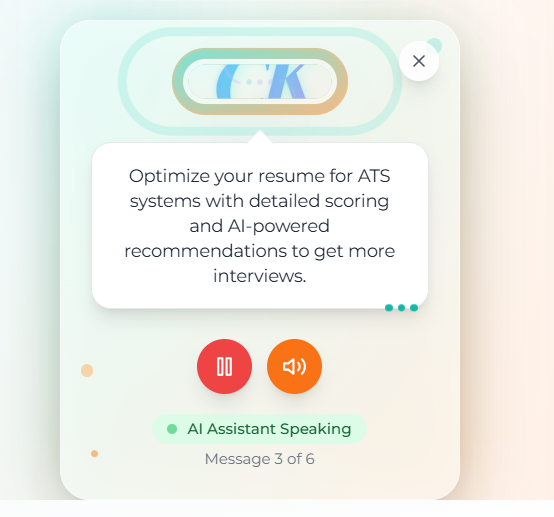 Optimize your resume for ATS
systems with detailed scoring
and AI-powered
recommendations to get more
interviews.
AI Assistant Speaking
Message 3 of 6